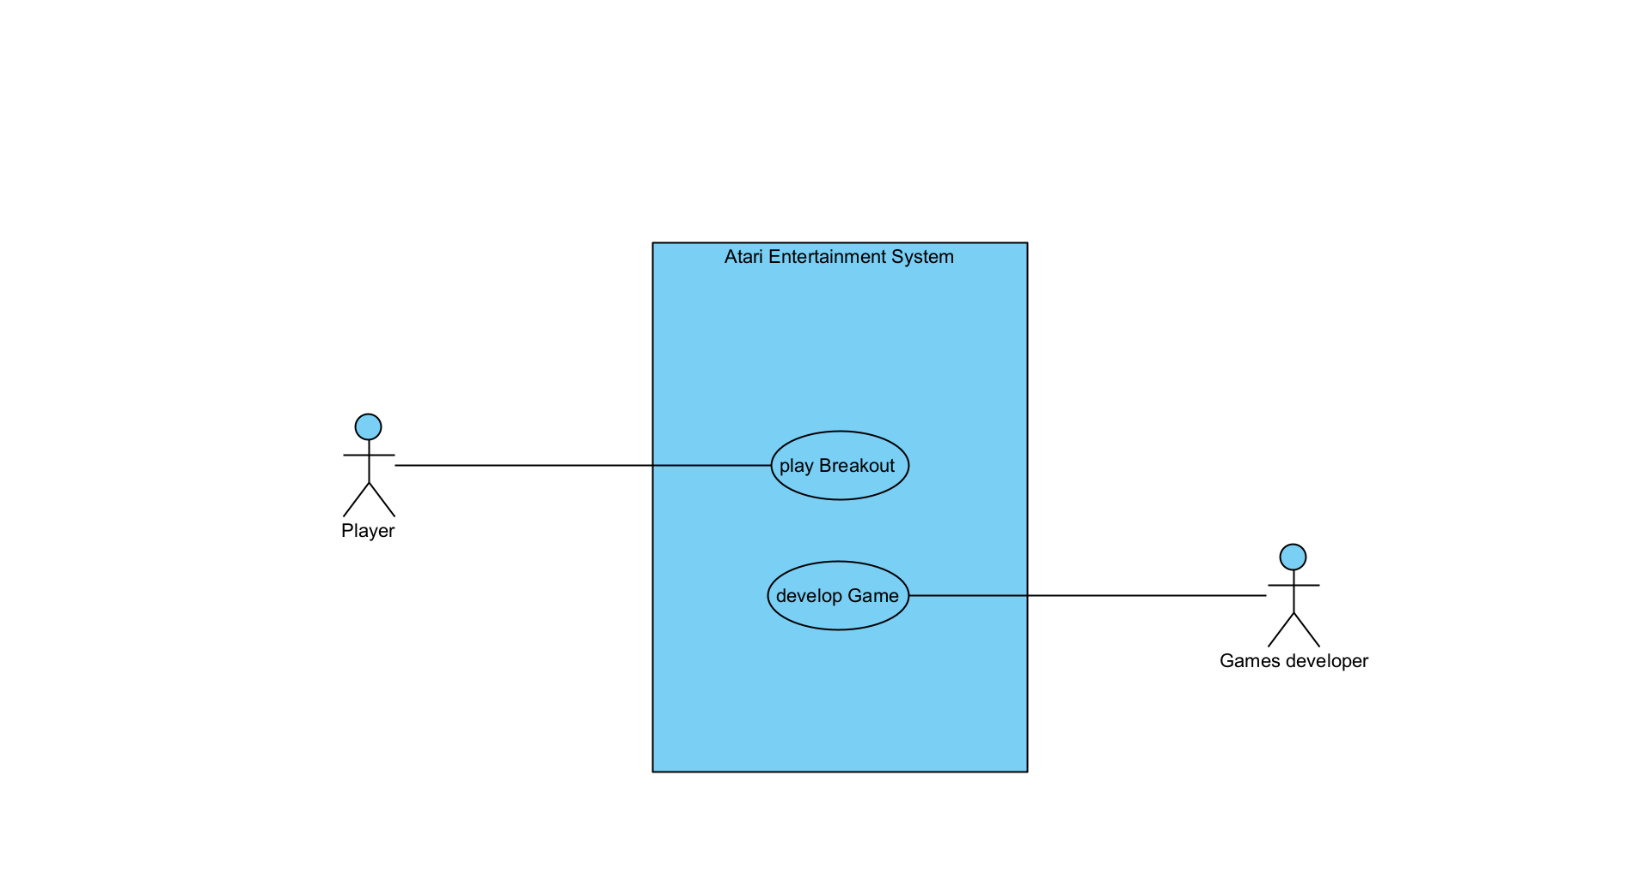 Atari Entertainment System
play Breakout
Player
develop Game
Games developer